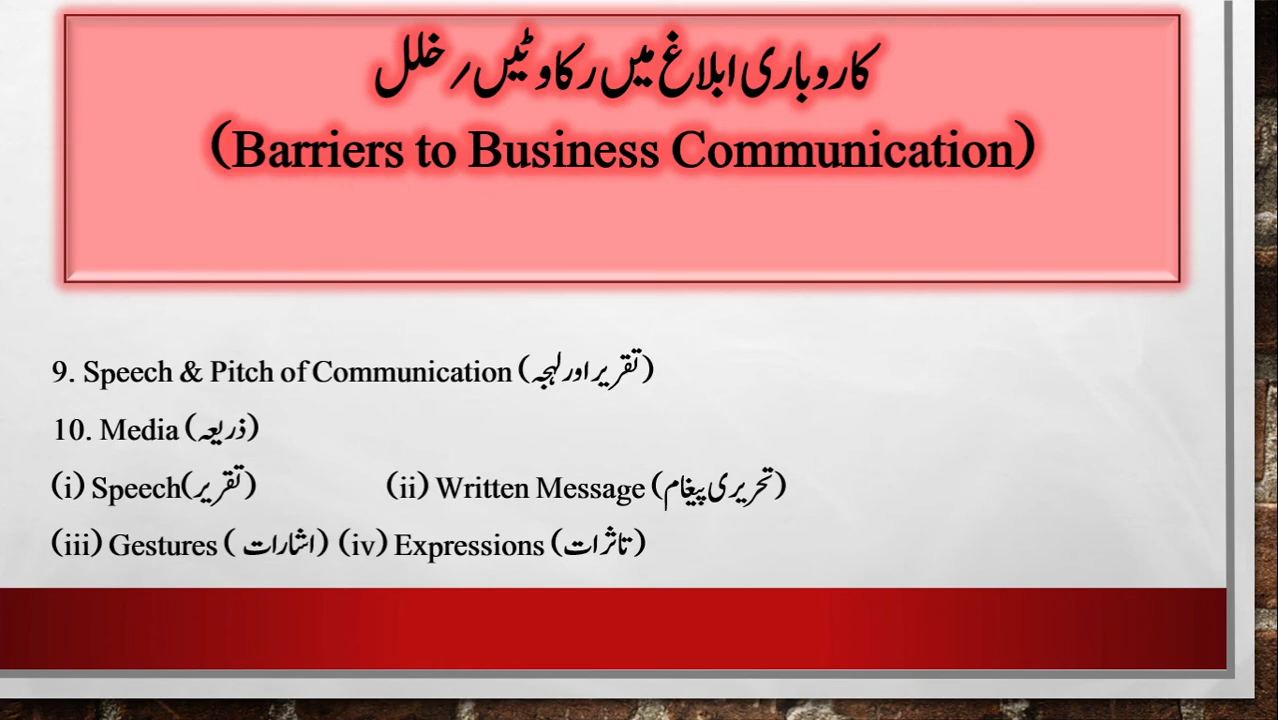 کاروباری ابلاغ میں رکاوٹیں ؍ خلل
(Barriers to Business Communication)
9. Speech & Pitch of Communication (تقریر اور لہجہ)
10. Media (ذریعہ)
(i) Speech(تقریر) (ii) Written Message (تحریری پیغام)
(iii) Gestures ( اشارات) (iv) Expressions (تاثرات)